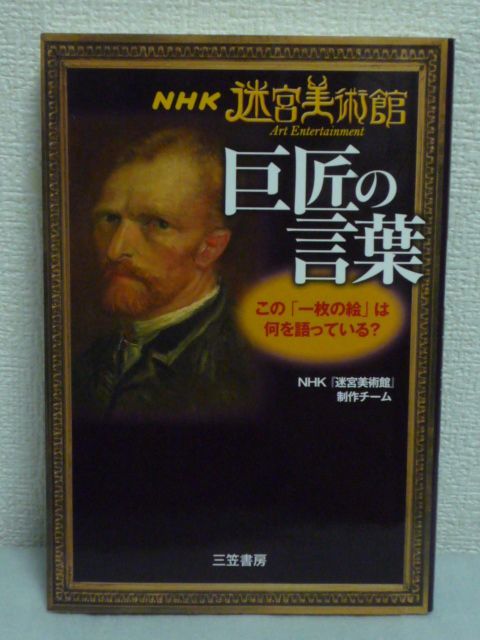 NHK 迷宮美術館
Art Entertainment
巨匠の
言葉
この「一枚の絵」は
何を語っている?
NHK『迷宮美術館』
制作チーム
三笠書房